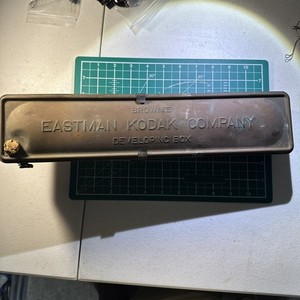 BROWNIE
EASTMAN KODAK COMPANY
DEVELOPING BOX